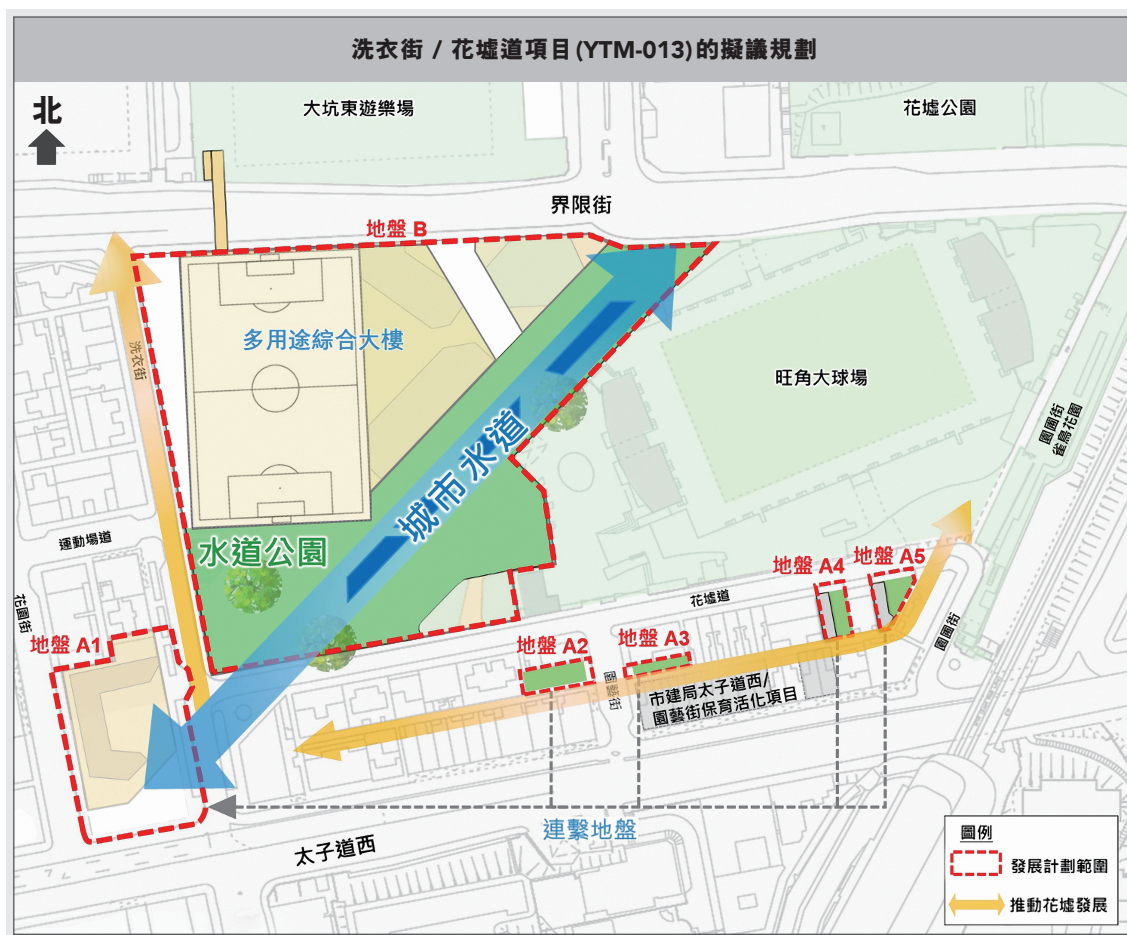 洗衣街 / 花墟道項目(YTM-013)的擬議規劃
北
大坑東遊樂場
花墟公園
界限街
地盤 B
多用途綜合大樓
洗衣街
旺角大球場
園圃街
雀鳥花園
城市水道
水道公園
運動場道
花園街
地盤 A1
地盤 A2
地盤 A3
地盤 A4
地盤 A5
花墟道
園藝街
園圃街
市建局太子道西/
園藝街保育活化項目
連繫地盤
太子道西
圖例
發展計劃範圍
推動花墟發展